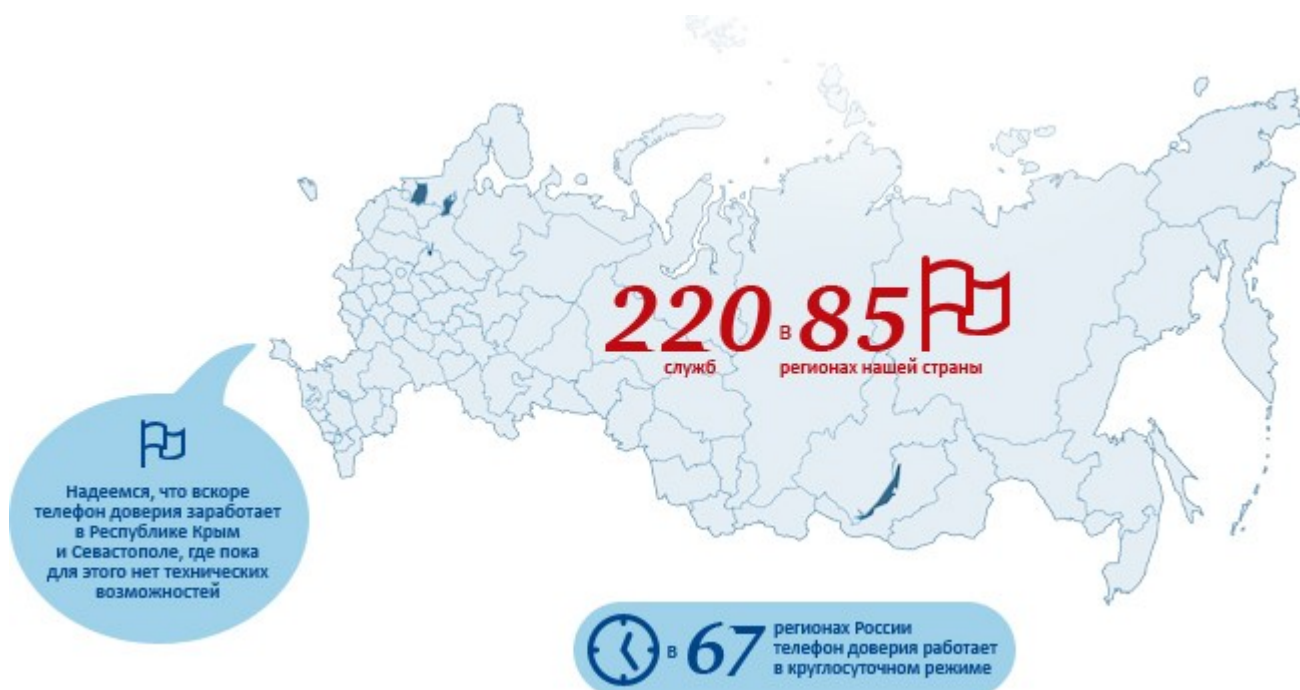 220 в 85
служб
регионах нашей страны
Надеемся, что вскоре
телефон доверия заработает
в Республике Крым
и Севастополе, где пока
для этого нет технических
возможностей
в 67
регионах России
телефон доверия работает
в круглосуточном режиме